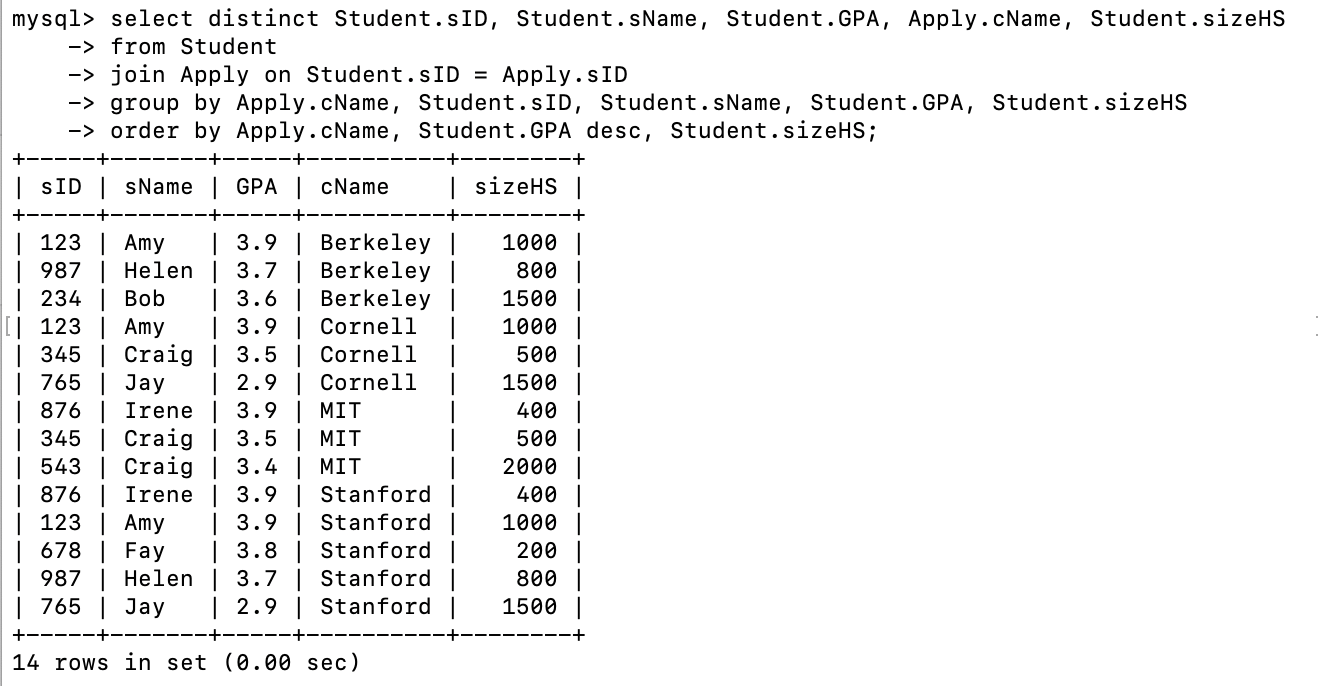 mysql> select distinct Student.sID, Student.sName, Student.GPA, Apply.cName, Student.sizeHS
    -> from Student
    -> join Apply on Student.sID = Apply.sID
    -> group by Apply.cName, Student.sID, Student.sName, Student.GPA, Student.sizeHS
    -> order by Apply.cName, Student.GPA desc, Student.sizeHS;
+-----+-------+-----+----------+--------+
| sID | sName | GPA | cName    | sizeHS |
+-----+-------+-----+----------+--------+
| 123 | Amy   | 3.9 | Berkeley |   1000 |
| 987 | Helen | 3.7 | Berkeley |    800 |
| 234 | Bob   | 3.6 | Berkeley |   1500 |
| 123 | Amy   | 3.9 | Cornell  |   1000 |
| 345 | Craig | 3.5 | Cornell  |    500 |
| 765 | Jay   | 2.9 | Cornell  |   1500 |
| 876 | Irene | 3.9 | MIT      |    400 |
| 345 | Craig | 3.5 | MIT      |    500 |
| 543 | Craig | 3.4 | MIT      |   2000 |
| 876 | Irene | 3.9 | Stanford |    400 |
| 123 | Amy   | 3.9 | Stanford |   1000 |
| 678 | Fay   | 3.8 | Stanford |    200 |
| 987 | Helen | 3.7 | Stanford |    800 |
| 765 | Jay   | 2.9 | Stanford |   1500 |
+-----+-------+-----+----------+--------+
14 rows in set (0.00 sec)